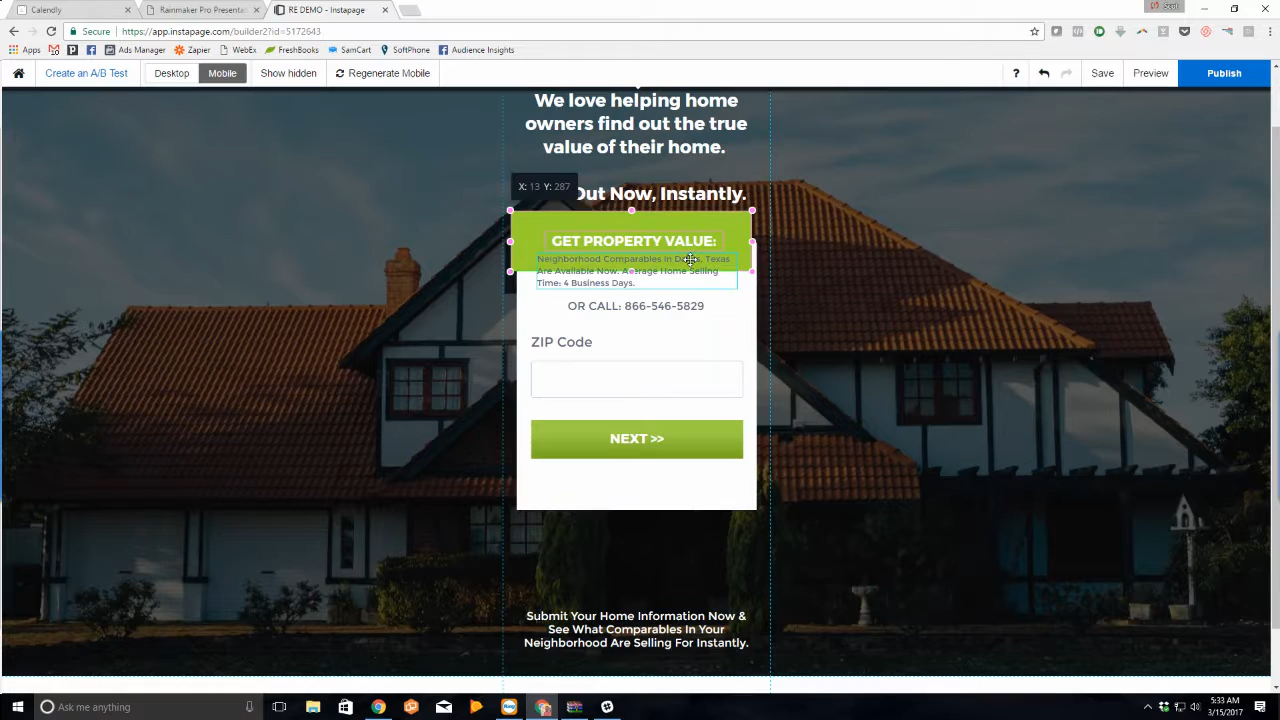 Calendly
Rainmaker Pro Presenta
RE DEMO - Instapage
Secure
https://app.instapage.com/builder2?id=5172643
Apps
Ads Manager
Zapier
WebEx
FreshBooks
SamCart
SoftPhone
Audience Insights
Create an A/B Test
Desktop
Mobile
Show hidden
Regenerate Mobile
?
Save
Preview
Publish
We love helping home
owners find out the true
value of their home.
X: 13 Y: 287
Out Now, Instantly.
GET PROPERTY VALUE:
Neighborhood Comparables In Texas
Are Available Now. Average Home Selling
Time: 4 Business Days.
OR CALL: 866-546-5829
ZIP Code
NEXT >>
Submit Your Home Information Now &
See What Comparables In Your
Neighborhood Are Selling For Instantly.
Ask me anything
5:33 AM
3/15/2017